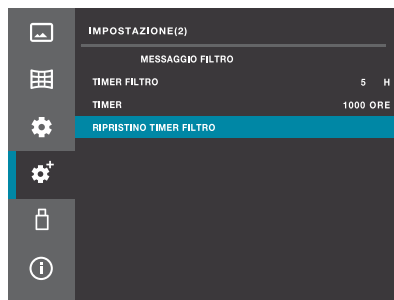 IMPOSTAZIONE(2)
MESSAGGIO FILTRO
TIMER FILTRO 5 H
TIMER 1000 ORE
RIPRISTINO TIMER FILTRO